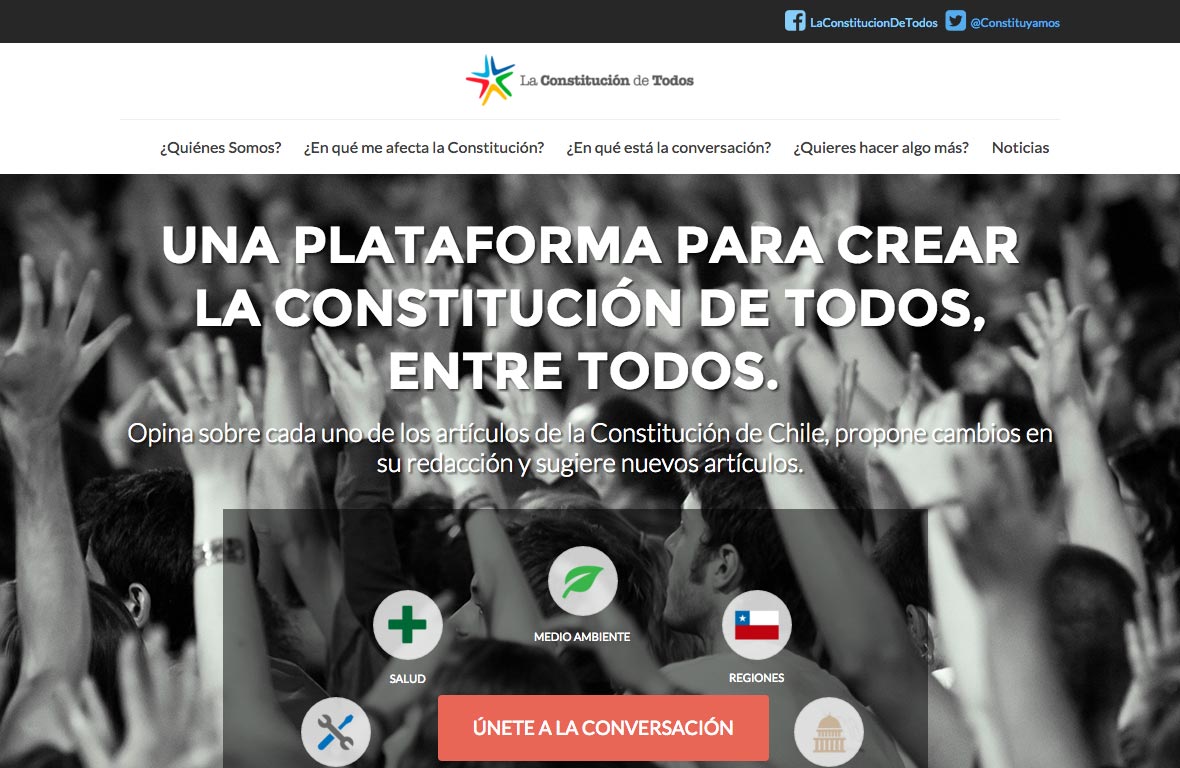 LaConstitucionDeTodos @Constituyamos
La Constitución de Todos
¿Quiénes Somos? ¿En qué me afecta la Constitución? ¿En qué está la conversación? ¿Quieres hacer algo más? Noticias
UNA PLATAFORMA PARA CREAR
LA CONSTITUCIÓN DE TODOS,
ENTRE TODOS.
Opina sobre cada uno de los artículos de la Constitución de Chile, propone cambios en
su redacción y sugiere nuevos artículos.
MEDIO AMBIENTE
SALUD
REGIONES
ÚNETE A LA CONVERSACIÓN